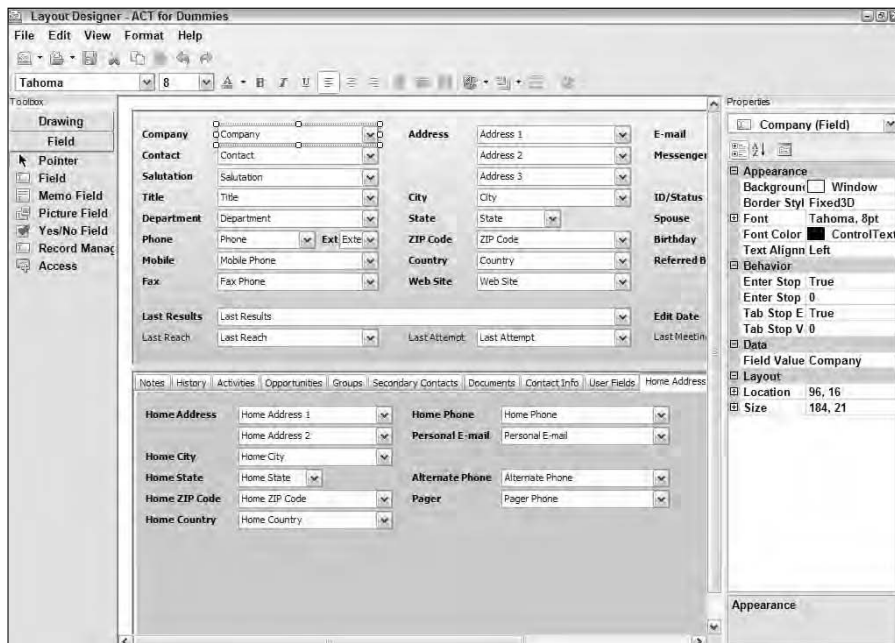 Layout Designer - ACT for Dummies
File Edit View Format Help
Tahoma 8 A B I U
Toolbox
Drawing
Field
Pointer
Field
Memo Field
Picture Field
Yes/No Field
Record Manag
Access
Company Company Address Address 1 E-mail
Contact Contact Address 2 Messenger
Salutation Salutation Address 3
Title Title City City ID/Status
Department Department State State Spouse
Phone Phone Ext Exte ZIP Code ZIP Code Birthday
Mobile Mobile Phone Country Country Referred B
Fax Fax Phone Web Site Web Site
Last Results Last Results Edit Date
Last Reach Last Reach Last Attempt Last Attempt Last Meetin
Notes History Activities Opportunities Groups Secondary Contacts Documents Contact Info User Fields Home Address
Home Address Home Address 1 Home Phone Home Phone
Home Address 2 Personal E-mail Personal E-mail
Home City Home City
Home State Home State Alternate Phone Alternate Phone
Home ZIP Code Home ZIP Code Pager Pager Phone
Home Country Home Country
Properties
Company (Field)
Appearance
Backgroun Window
Border Styl Fixed3D
Font Tahoma, 8pt
Font Color ControlText
Text Alignn Left
Behavior
Enter Stop True
Enter Stop 0
Tab Stop E True
Tab Stop V 0
Data
Field Value Company
Layout
Location 96, 16
Size 184, 21
Appearance